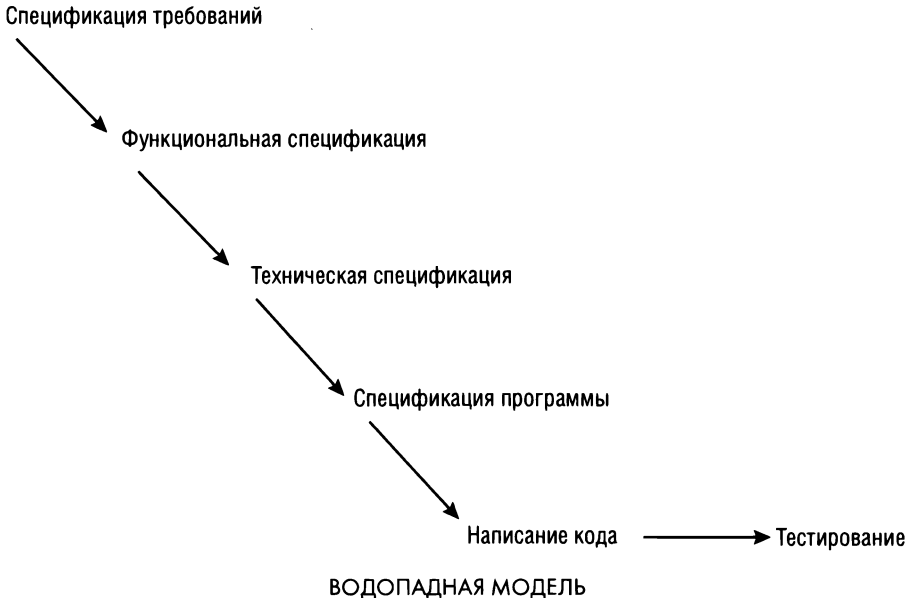 Спецификация требований
Функциональная спецификация
Техническая спецификация
Спецификация программы
Написание кода
Тестирование
ВОДОПАДНАЯ МОДЕЛЬ